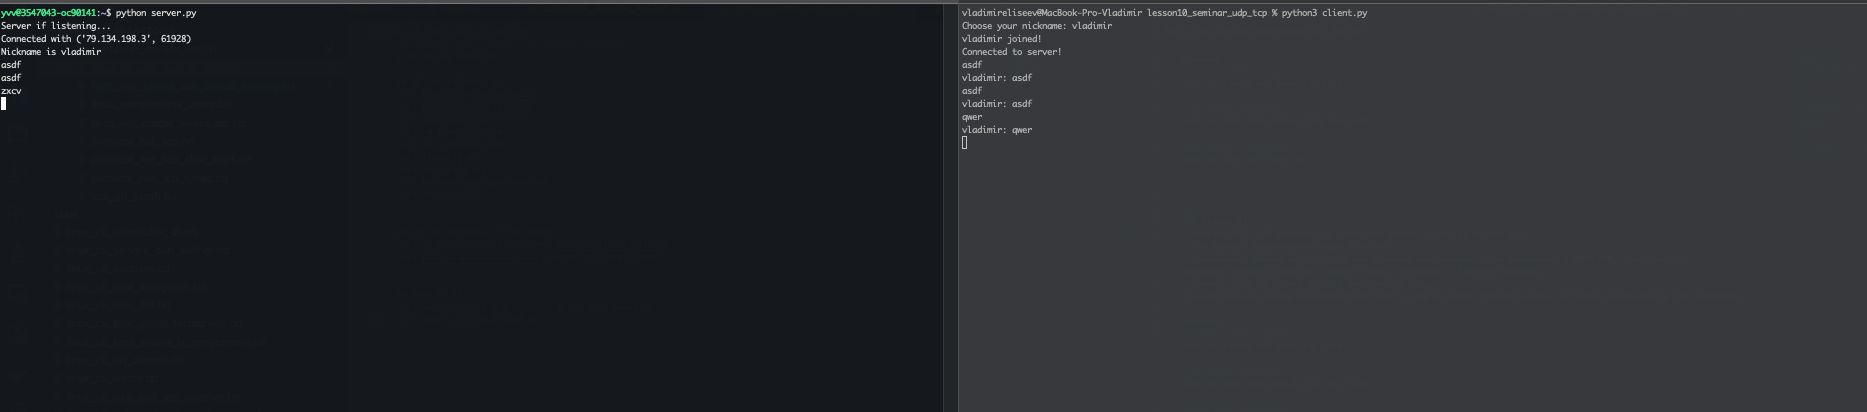 yvv@3547043-oc90141:~$ python server.py
Server if listening...
Connected with ('79.134.198.3', 61928)
Nickname is vladimir
asdf
asdf
zxcv
vladimireliseev@MacBook-Pro-Vladimir lesson10_seminar_udp_tcp % python3 client.py
Choose your nickname: vladimir
vladimir joined!
Connected to server!
asdf
vladimir: asdf
asdf
vladimir: asdf
qwer
vladimir: qwer